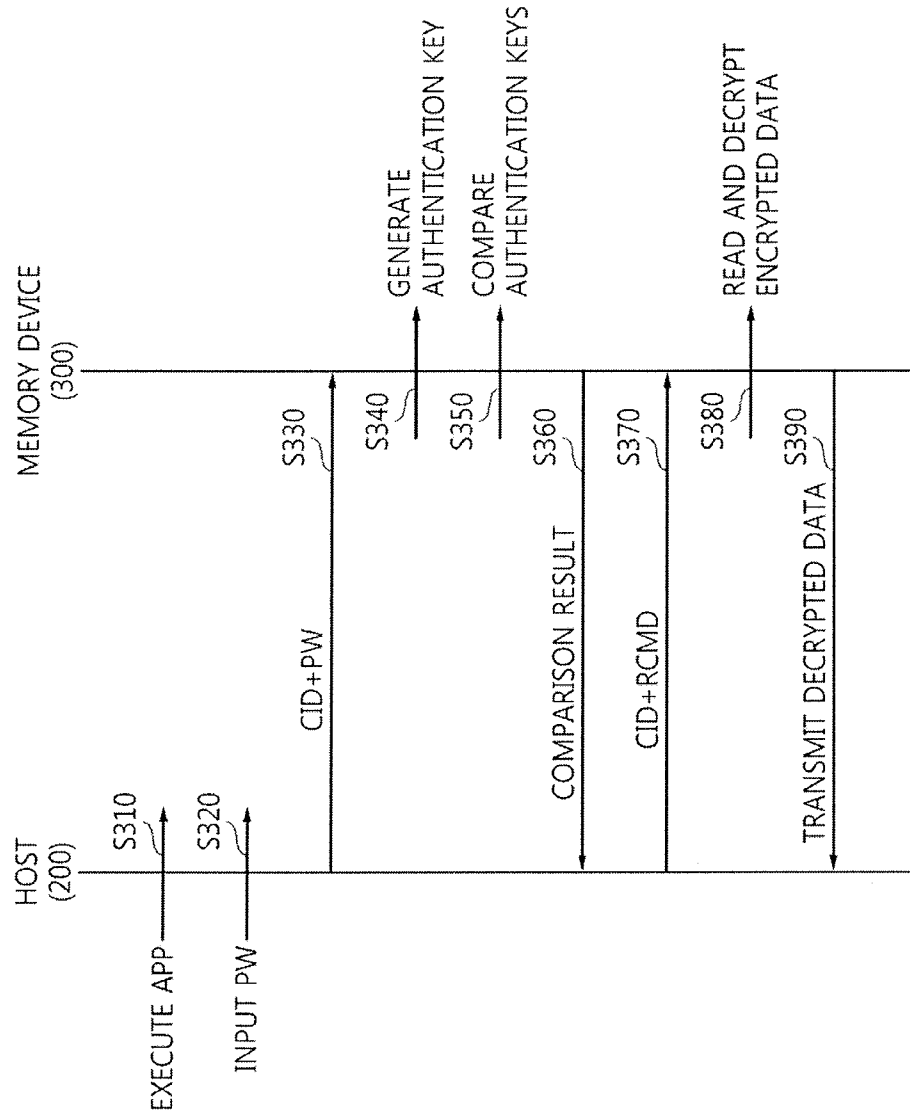 HOST
(200)
MEMORY DEVICE
(300)
EXECUTE APP
S310
INPUT PW
S320
CID+PW
S330
S340
GENERATE
AUTHENTICATION KEY
S350
COMPARE
AUTHENTICATION KEYS
COMPARISON RESULT
S360
CID+RCMD
S370
S380
READ AND DECRYPT
ENCRYPTED DATA
TRANSMIT DECRYPTED DATA
S390